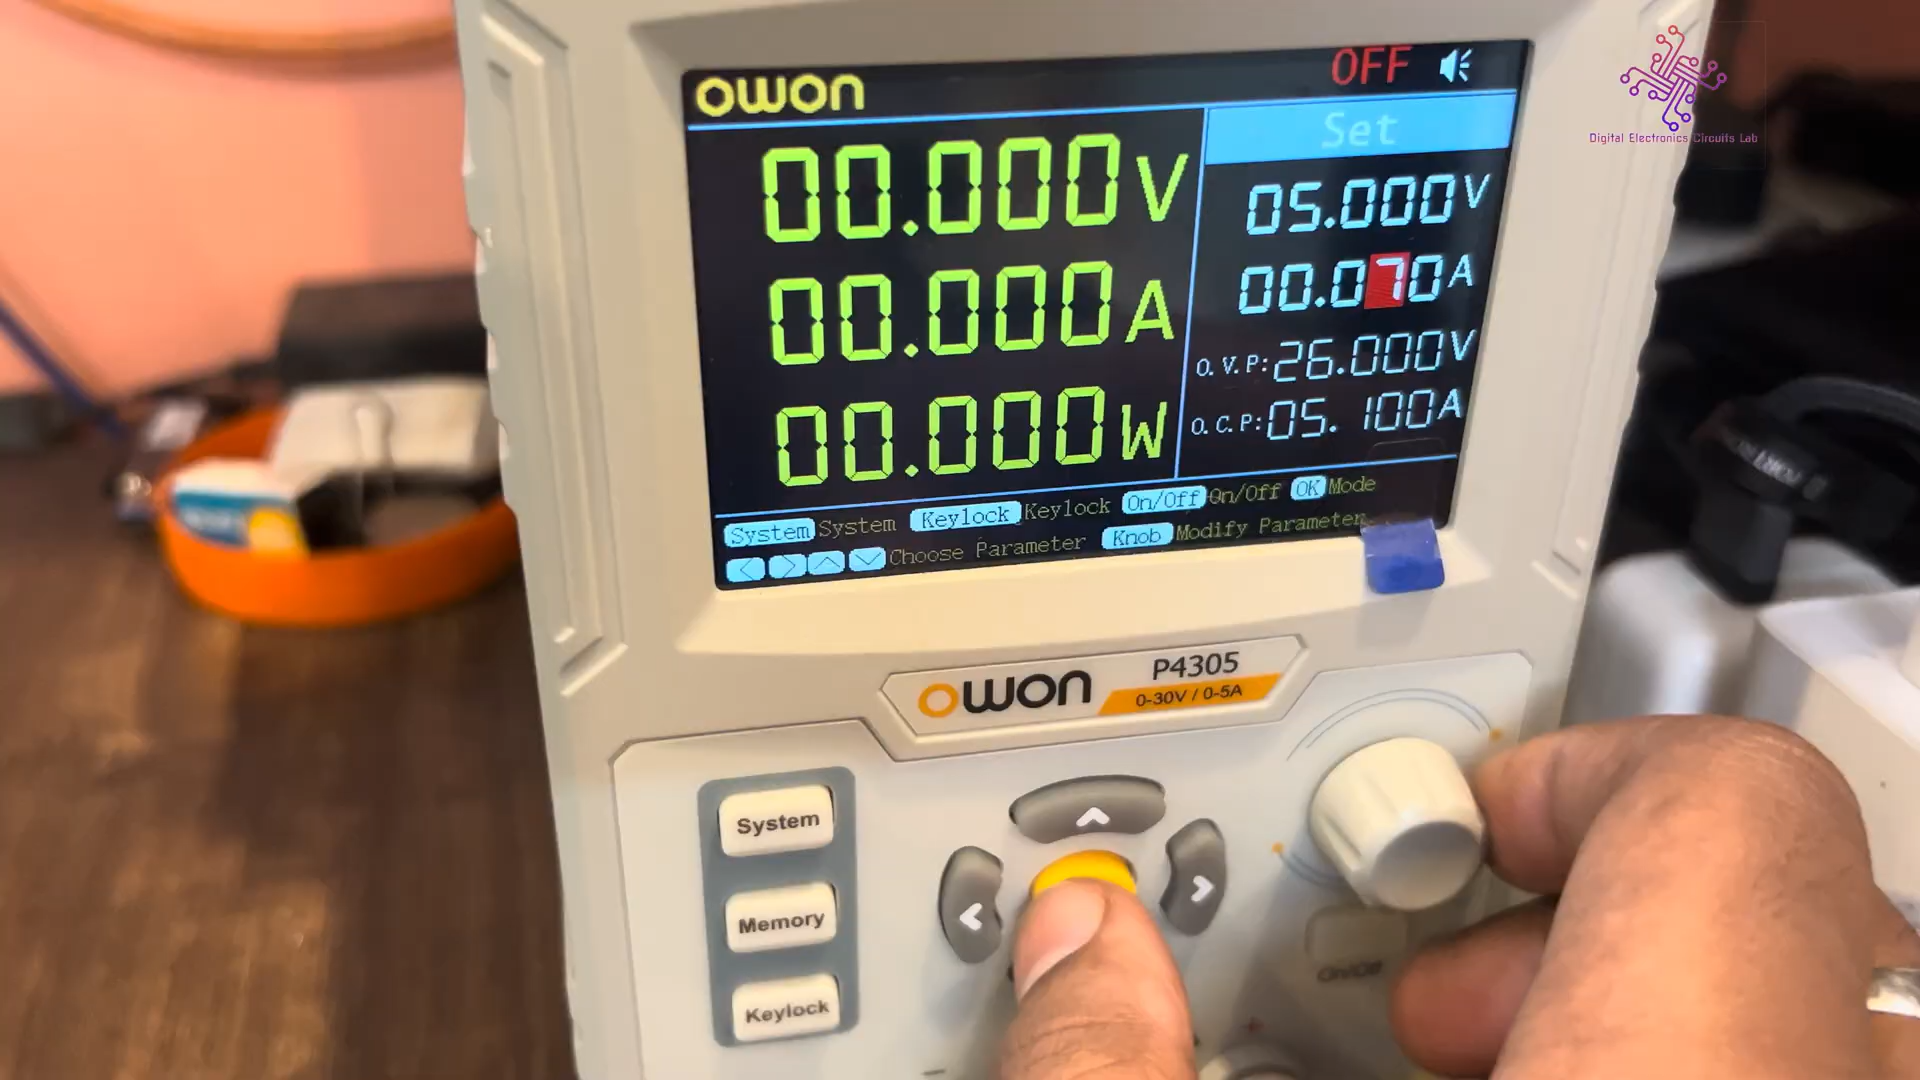 owon
OFF
Set
00.000V
05.000V
00.000A
00.070A
O.V.P:26.000V
00.000W
O.C.P:05.100A
System System Keylock Keylock On/Off On/Off OK Mode
Choose Parameter Knob Modify Parameter
owon P4305
0-30V / 0-5A
System
Memory
Keylock
On/Off
Digital Electronics Circuits Lab